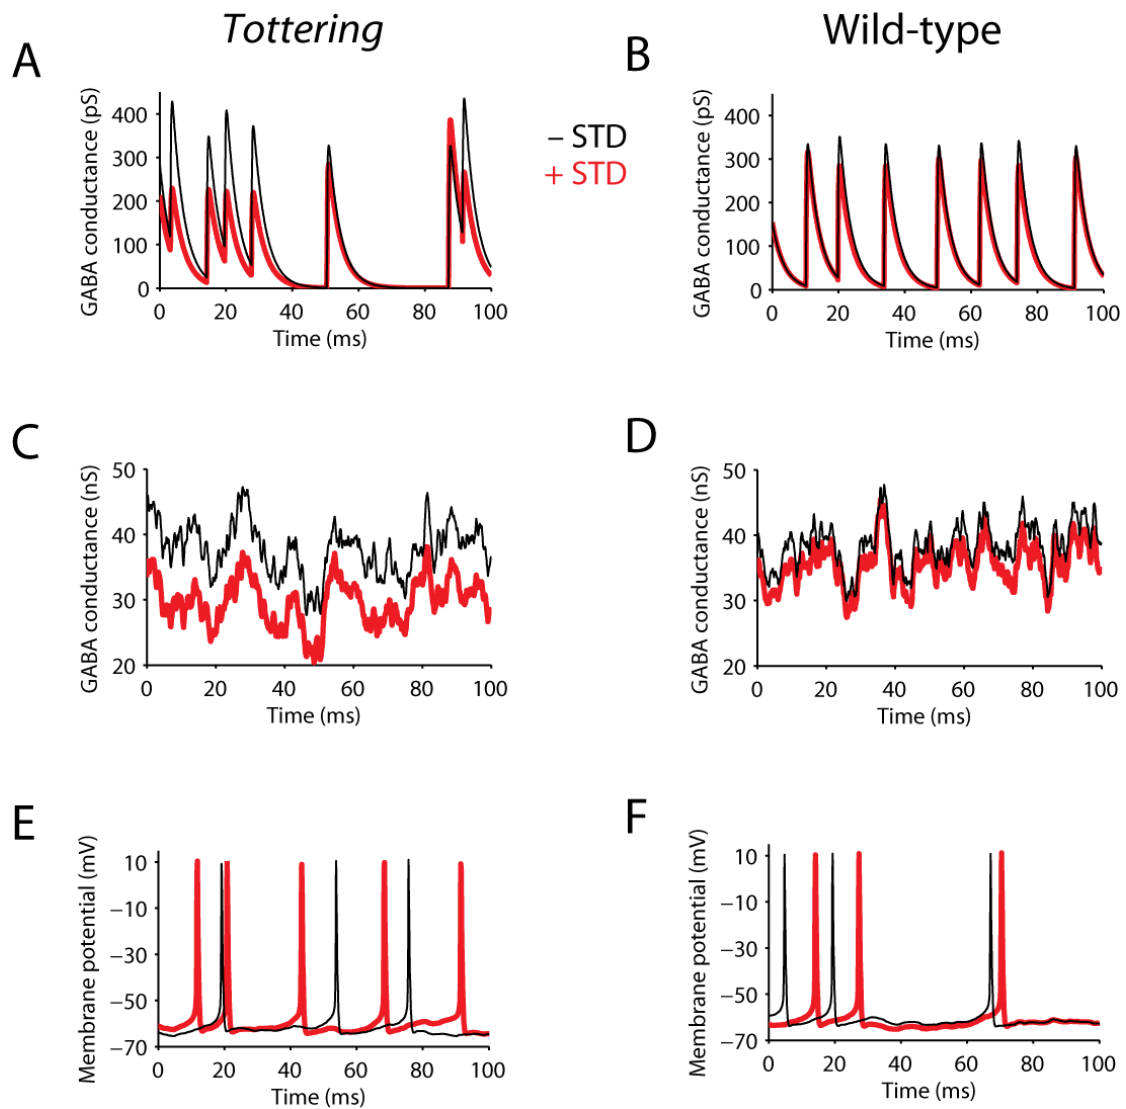 Tottering
Wild-type
A
B
GABA conductance (pS)
400
300
200
100
0
0 20 40 60 80 100
Time (ms)
– STD
+ STD
GABA conductance (pS)
400
300
200
100
0
0 20 40 60 80 100
Time (ms)
C
D
GABA conductance (nS)
50
40
30
20
0 20 40 60 80 100
Time (ms)
GABA conductance (nS)
50
40
30
20
0 20 40 60 80 100
Time (ms)
E
F
Membrane potential (mV)
10
−10
−30
−50
−70
0 20 40 60 80 100
Time (ms)
Membrane potential (mV)
10
−10
−30
−50
−70
0 20 40 60 80 100
Time (ms)